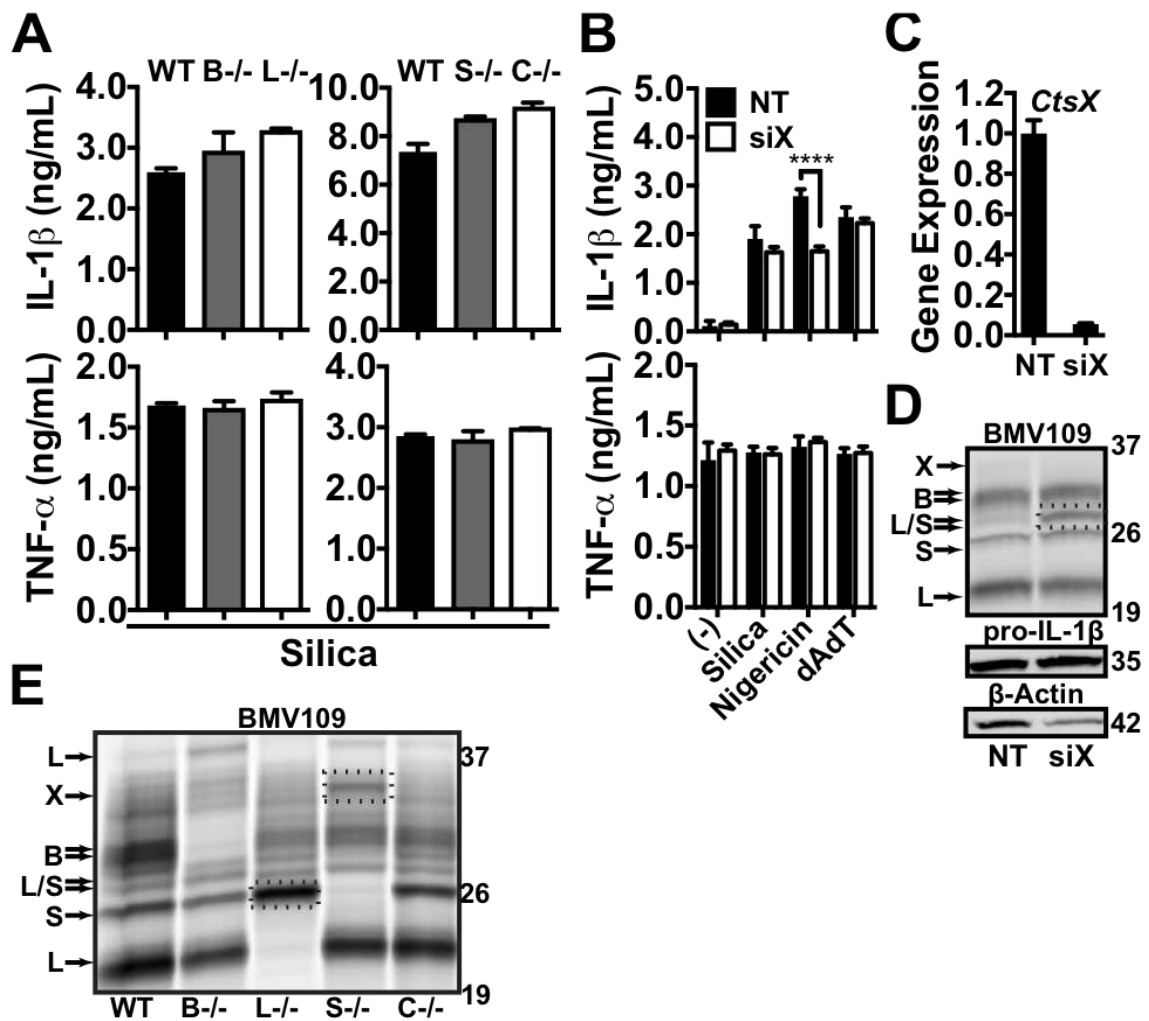 A
WT B-/- L-/-
WT S-/- C-/-
IL-1β (ng/mL)
4.0
3.0
2.0
1.0
0.0
10.0
8.0
6.0
4.0
2.0
0.0
TNF-α (ng/mL)
2.0
1.5
1.0
0.5
0.0
4.0
3.0
2.0
1.0
0.0
Silica
B
IL-1β (ng/mL)
5.0
4.0
3.0
2.0
1.0
0.0
NT
siX
****
TNF-α (ng/mL)
2.0
1.5
1.0
0.5
0.0
(-)
Silica
Nigericin
dAdT
C
Gene Expression
1.2
1.0
0.8
0.6
0.4
0.2
0.0
CtsX
NT siX
D
BMV109
X
B
L/S
S
L
37
26
19
pro-IL-1β
35
β-Actin
42
NT siX
E
BMV109
L
X
B
L/S
S
L
37
26
19
WT B-/- L-/- S-/- C-/-